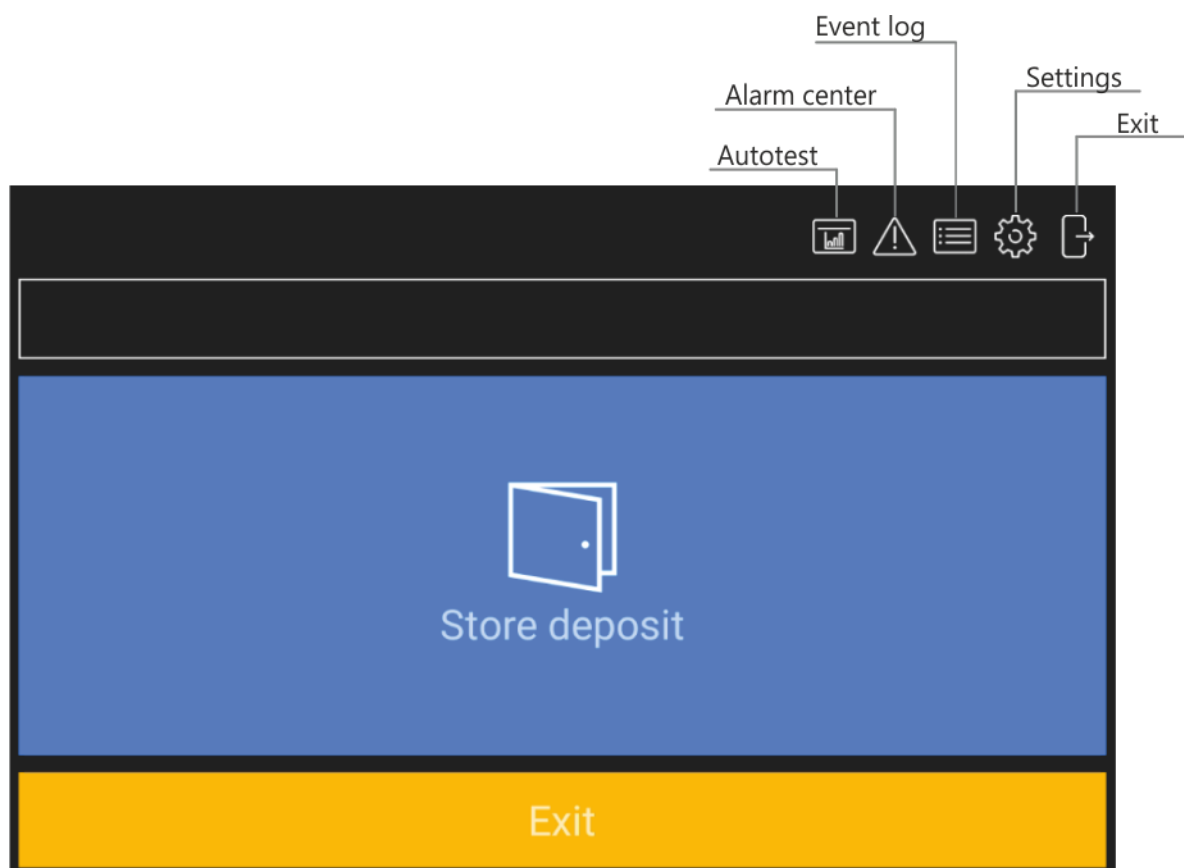 Event log
Settings
Alarm center
Exit
Autotest
Store deposit
Exit